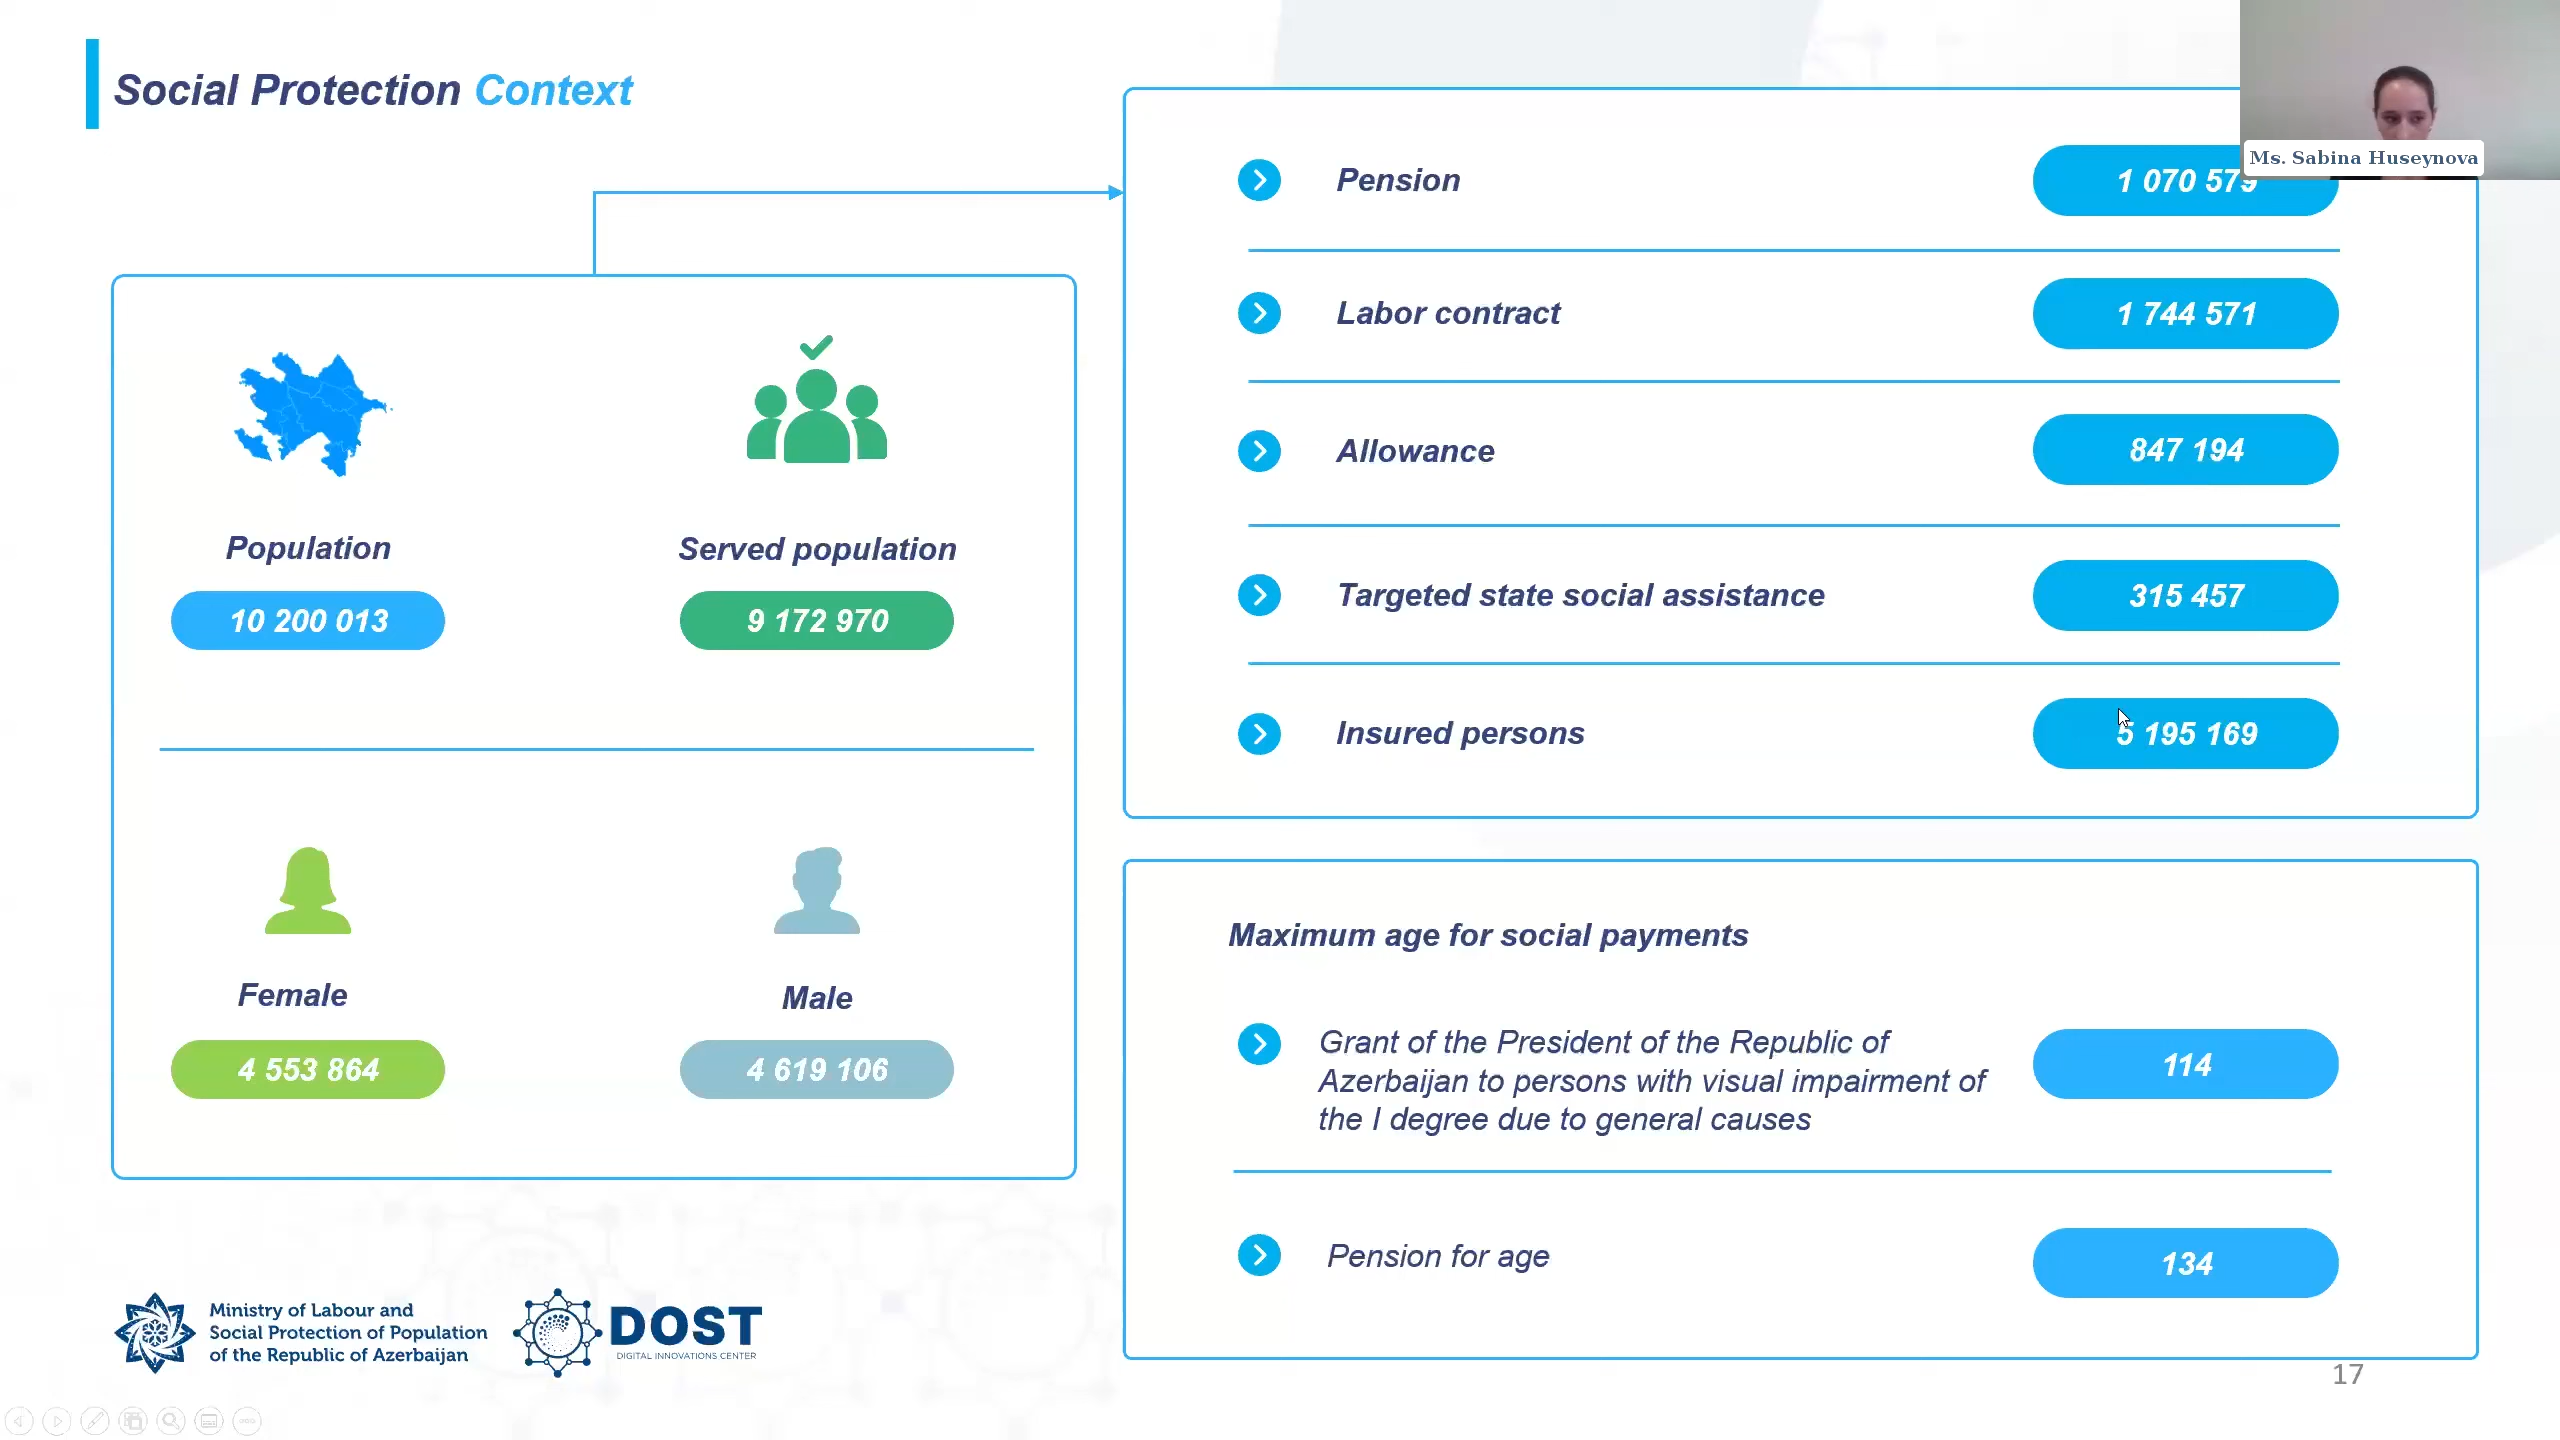 Social Protection Context
Ms. Sabina Huseynova
Population
10 200 013
Served population
9 172 970
Female
4 553 864
Male
4 619 106
Pension
1 070 579
Labor contract
1 744 571
Allowance
847 194
Targeted state social assistance
315 457
Insured persons
5 195 169
Maximum age for social payments
Grant of the President of the Republic of
Azerbaijan to persons with visual impairment of
the I degree due to general causes
114
Pension for age
134
Ministry of Labour and
Social Protection of Population
of the Republic of Azerbaijan
DOST
DIGITAL INNOVATIONS CENTER
17